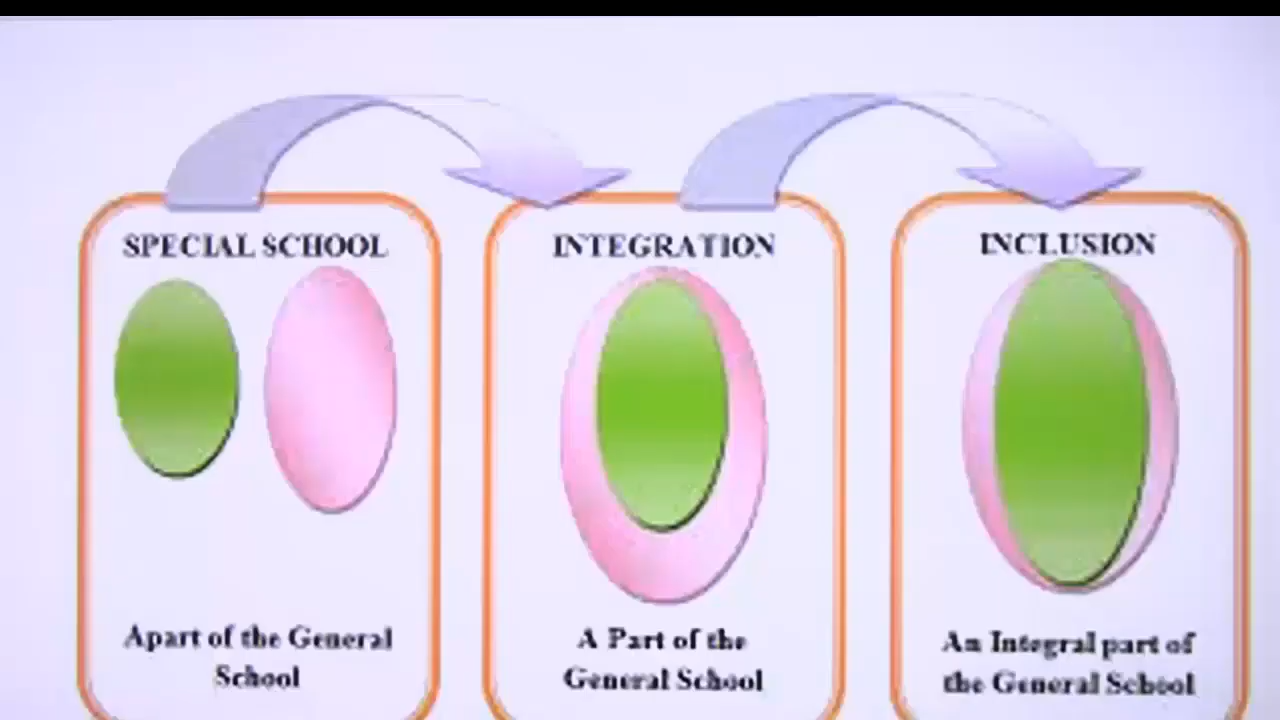 SPECIAL SCHOOL
Apart of the General
School
INTEGRATION
A Part of the
General School
INCLUSION
An Integral part of
the General School